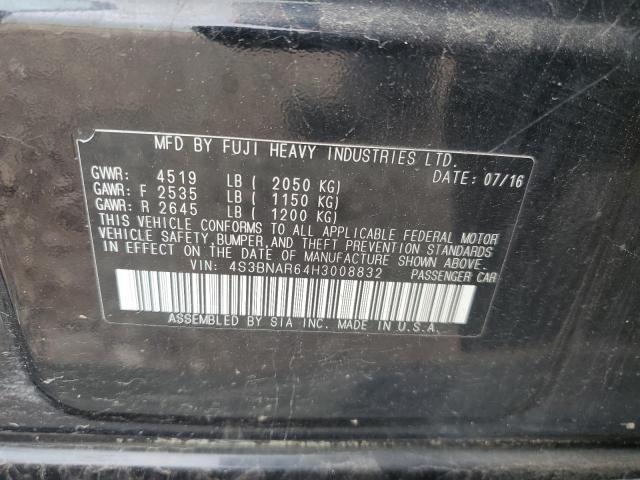 MFD BY FUJI HEAVY INDUSTRIES LTD.
DATE: 07/16
GVWR: 4519 LB ( 2050 KG)
GAWR: F 2535 LB ( 1150 KG)
GAWR: R 2645 LB ( 1200 KG)
THIS VEHICLE CONFORMS TO ALL APPLICABLE FEDERAL MOTOR
VEHICLE SAFETY, BUMPER, AND THEFT PREVENTION STANDARDS
IN EFFECT ON THE DATE OF MANUFACTURE SHOWN ABOVE.
VIN: 4S3BNAR64H3008832 PASSENGER CAR
ASSEMBLED BY SIA INC. MADE IN U.S.A.